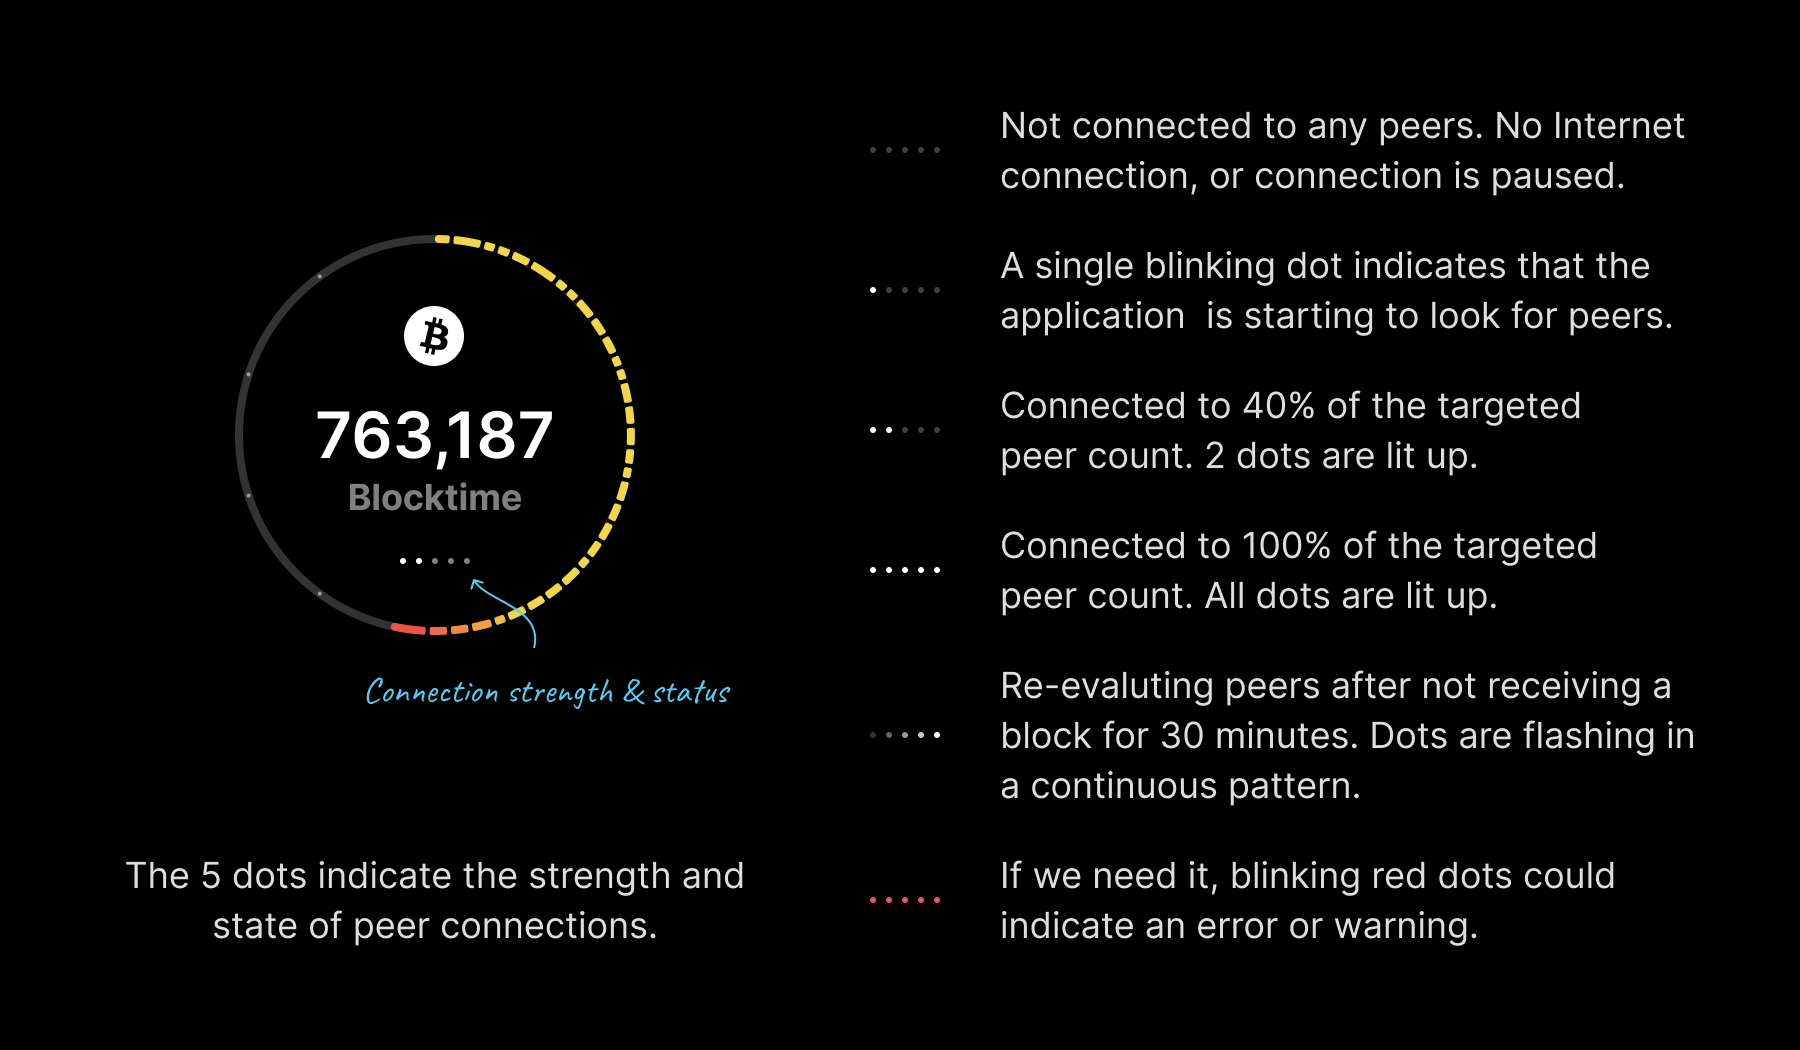 763,187
Blocktime
Connection strength & status
The 5 dots indicate the strength and
state of peer connections.
Not connected to any peers. No Internet
connection, or connection is paused.
A single blinking dot indicates that the
application  is starting to look for peers.
Connected to 40% of the targeted
peer count. 2 dots are lit up.
Connected to 100% of the targeted
peer count. All dots are lit up.
Re-evaluting peers after not receiving a
block for 30 minutes. Dots are flashing in
a continuous pattern.
If we need it, blinking red dots could
indicate an error or warning.